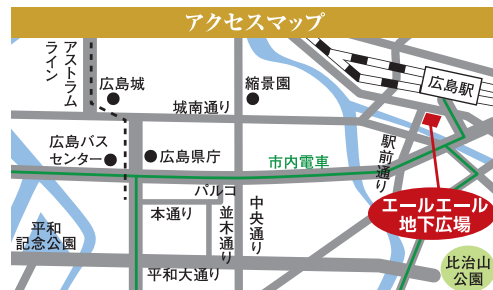 アクセスマップ
アストラム
ライン
広島城
縮景園
広島駅
城南通り
広島バス
センター
広島県庁
市内電車
駅前通り
パルコ
本通り
並木通り
中央通り
エールエール
地下広場
平和
記念公園
平和大通り
比治山
公園